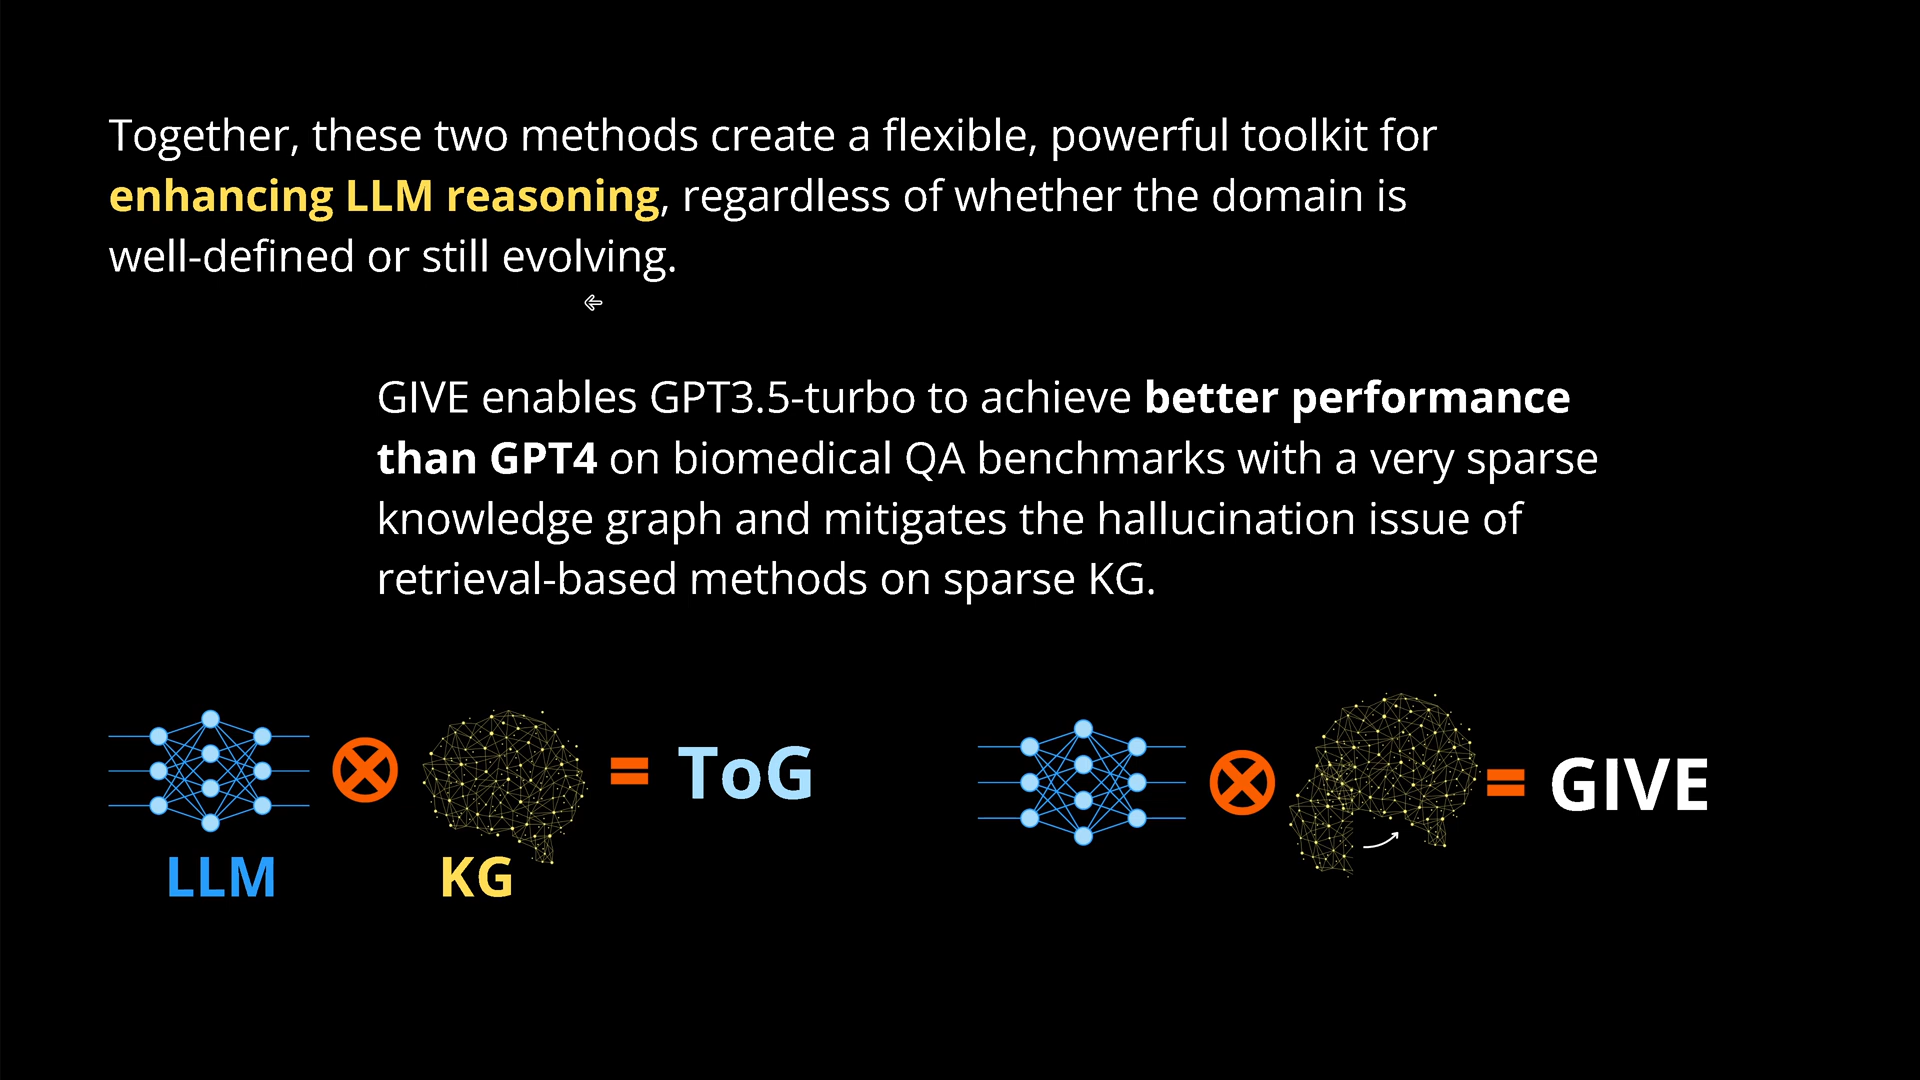 Together, these two methods create a flexible, powerful toolkit for
enhancing LLM reasoning, regardless of whether the domain is
well-defined or still evolving.
GIVE enables GPT3.5-turbo to achieve better performance
than GPT4 on biomedical QA benchmarks with a very sparse
knowledge graph and mitigates the hallucination issue of
retrieval-based methods on sparse KG.
= ToG
= GIVE
LLM
KG